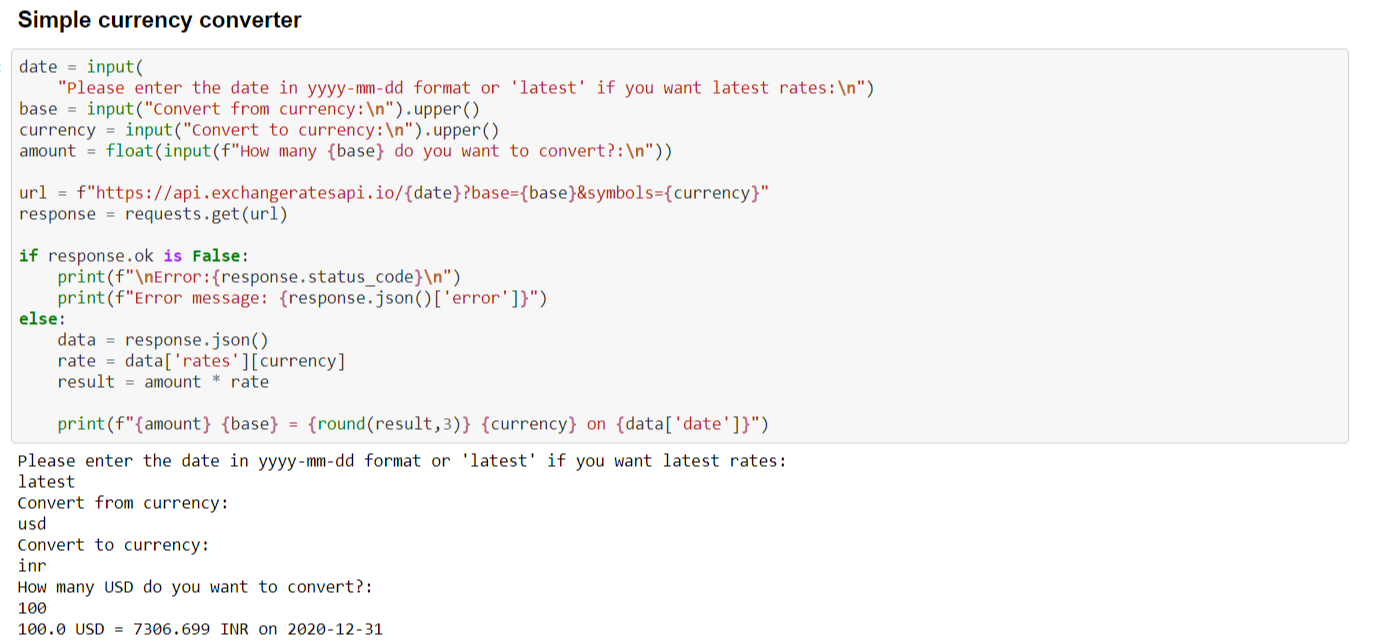 Simple currency converter
date = input(
    "Please enter the date in yyyy-mm-dd format or 'latest' if you want latest rates:\n")
base = input("Convert from currency:\n").upper()
currency = input("Convert to currency:\n").upper()
amount = float(input(f"How many {base} do you want to convert?:\n"))

url = f"https://api.exchangeratesapi.io/{date}?base={base}&symbols={currency}"
response = requests.get(url)

if response.ok is False:
    print(f"\nError:{response.status_code}\n")
    print(f"Error message: {response.json()['error']}")
else:
    data = response.json()
    rate = data['rates'][currency]
    result = amount * rate

    print(f"{amount} {base} = {round(result,3)} {currency} on {data['date']}")
Please enter the date in yyyy-mm-dd format or 'latest' if you want latest rates:
latest
Convert from currency:
usd
Convert to currency:
inr
How many USD do you want to convert?:
100
100.0 USD = 7306.699 INR on 2020-12-31